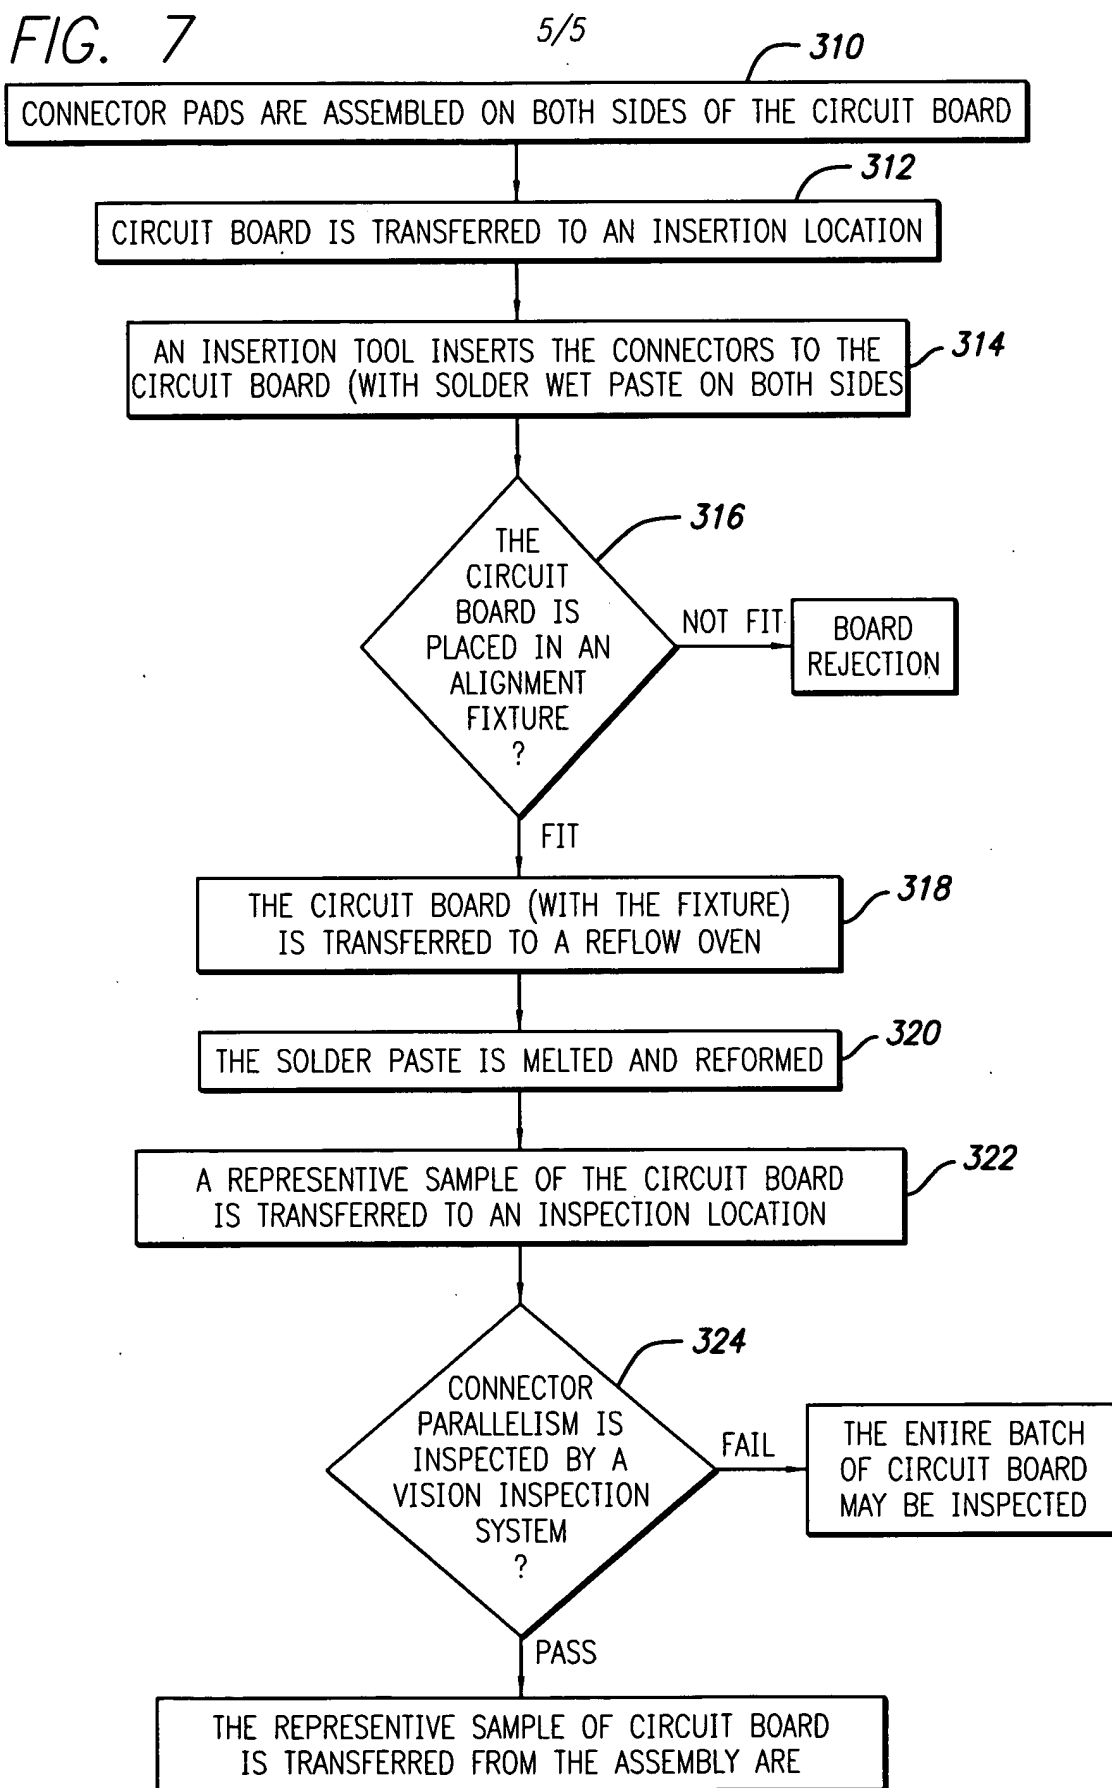 FIG. 7
5/5
310
CONNECTOR PADS ARE ASSEMBLED ON BOTH SIDES OF THE CIRCUIT BOARD
312
CIRCUIT BOARD IS TRANSFERRED TO AN INSERTION LOCATION
314
AN INSERTION TOOL INSERTS THE CONNECTORS TO THE
CIRCUIT BOARD (WITH SOLDER WET PASTE ON BOTH SIDES
316
THE
CIRCUIT
BOARD IS
PLACED IN AN
ALIGNMENT
FIXTURE
?
NOT FIT
BOARD
REJECTION
FIT
318
THE CIRCUIT BOARD (WITH THE FIXTURE)
IS TRANSFERRED TO A REFLOW OVEN
320
THE SOLDER PASTE IS MELTED AND REFORMED
322
A REPRESENTIVE SAMPLE OF THE CIRCUIT BOARD
IS TRANSFERRED TO AN INSPECTION LOCATION
324
CONNECTOR
PARALLELISM IS
INSPECTED BY A
VISION INSPECTION
SYSTEM
?
FAIL
THE ENTIRE BATCH
OF CIRCUIT BOARD
MAY BE INSPECTED
PASS
THE REPRESENTIVE SAMPLE OF CIRCUIT BOARD
IS TRANSFERRED FROM THE ASSEMBLY ARE